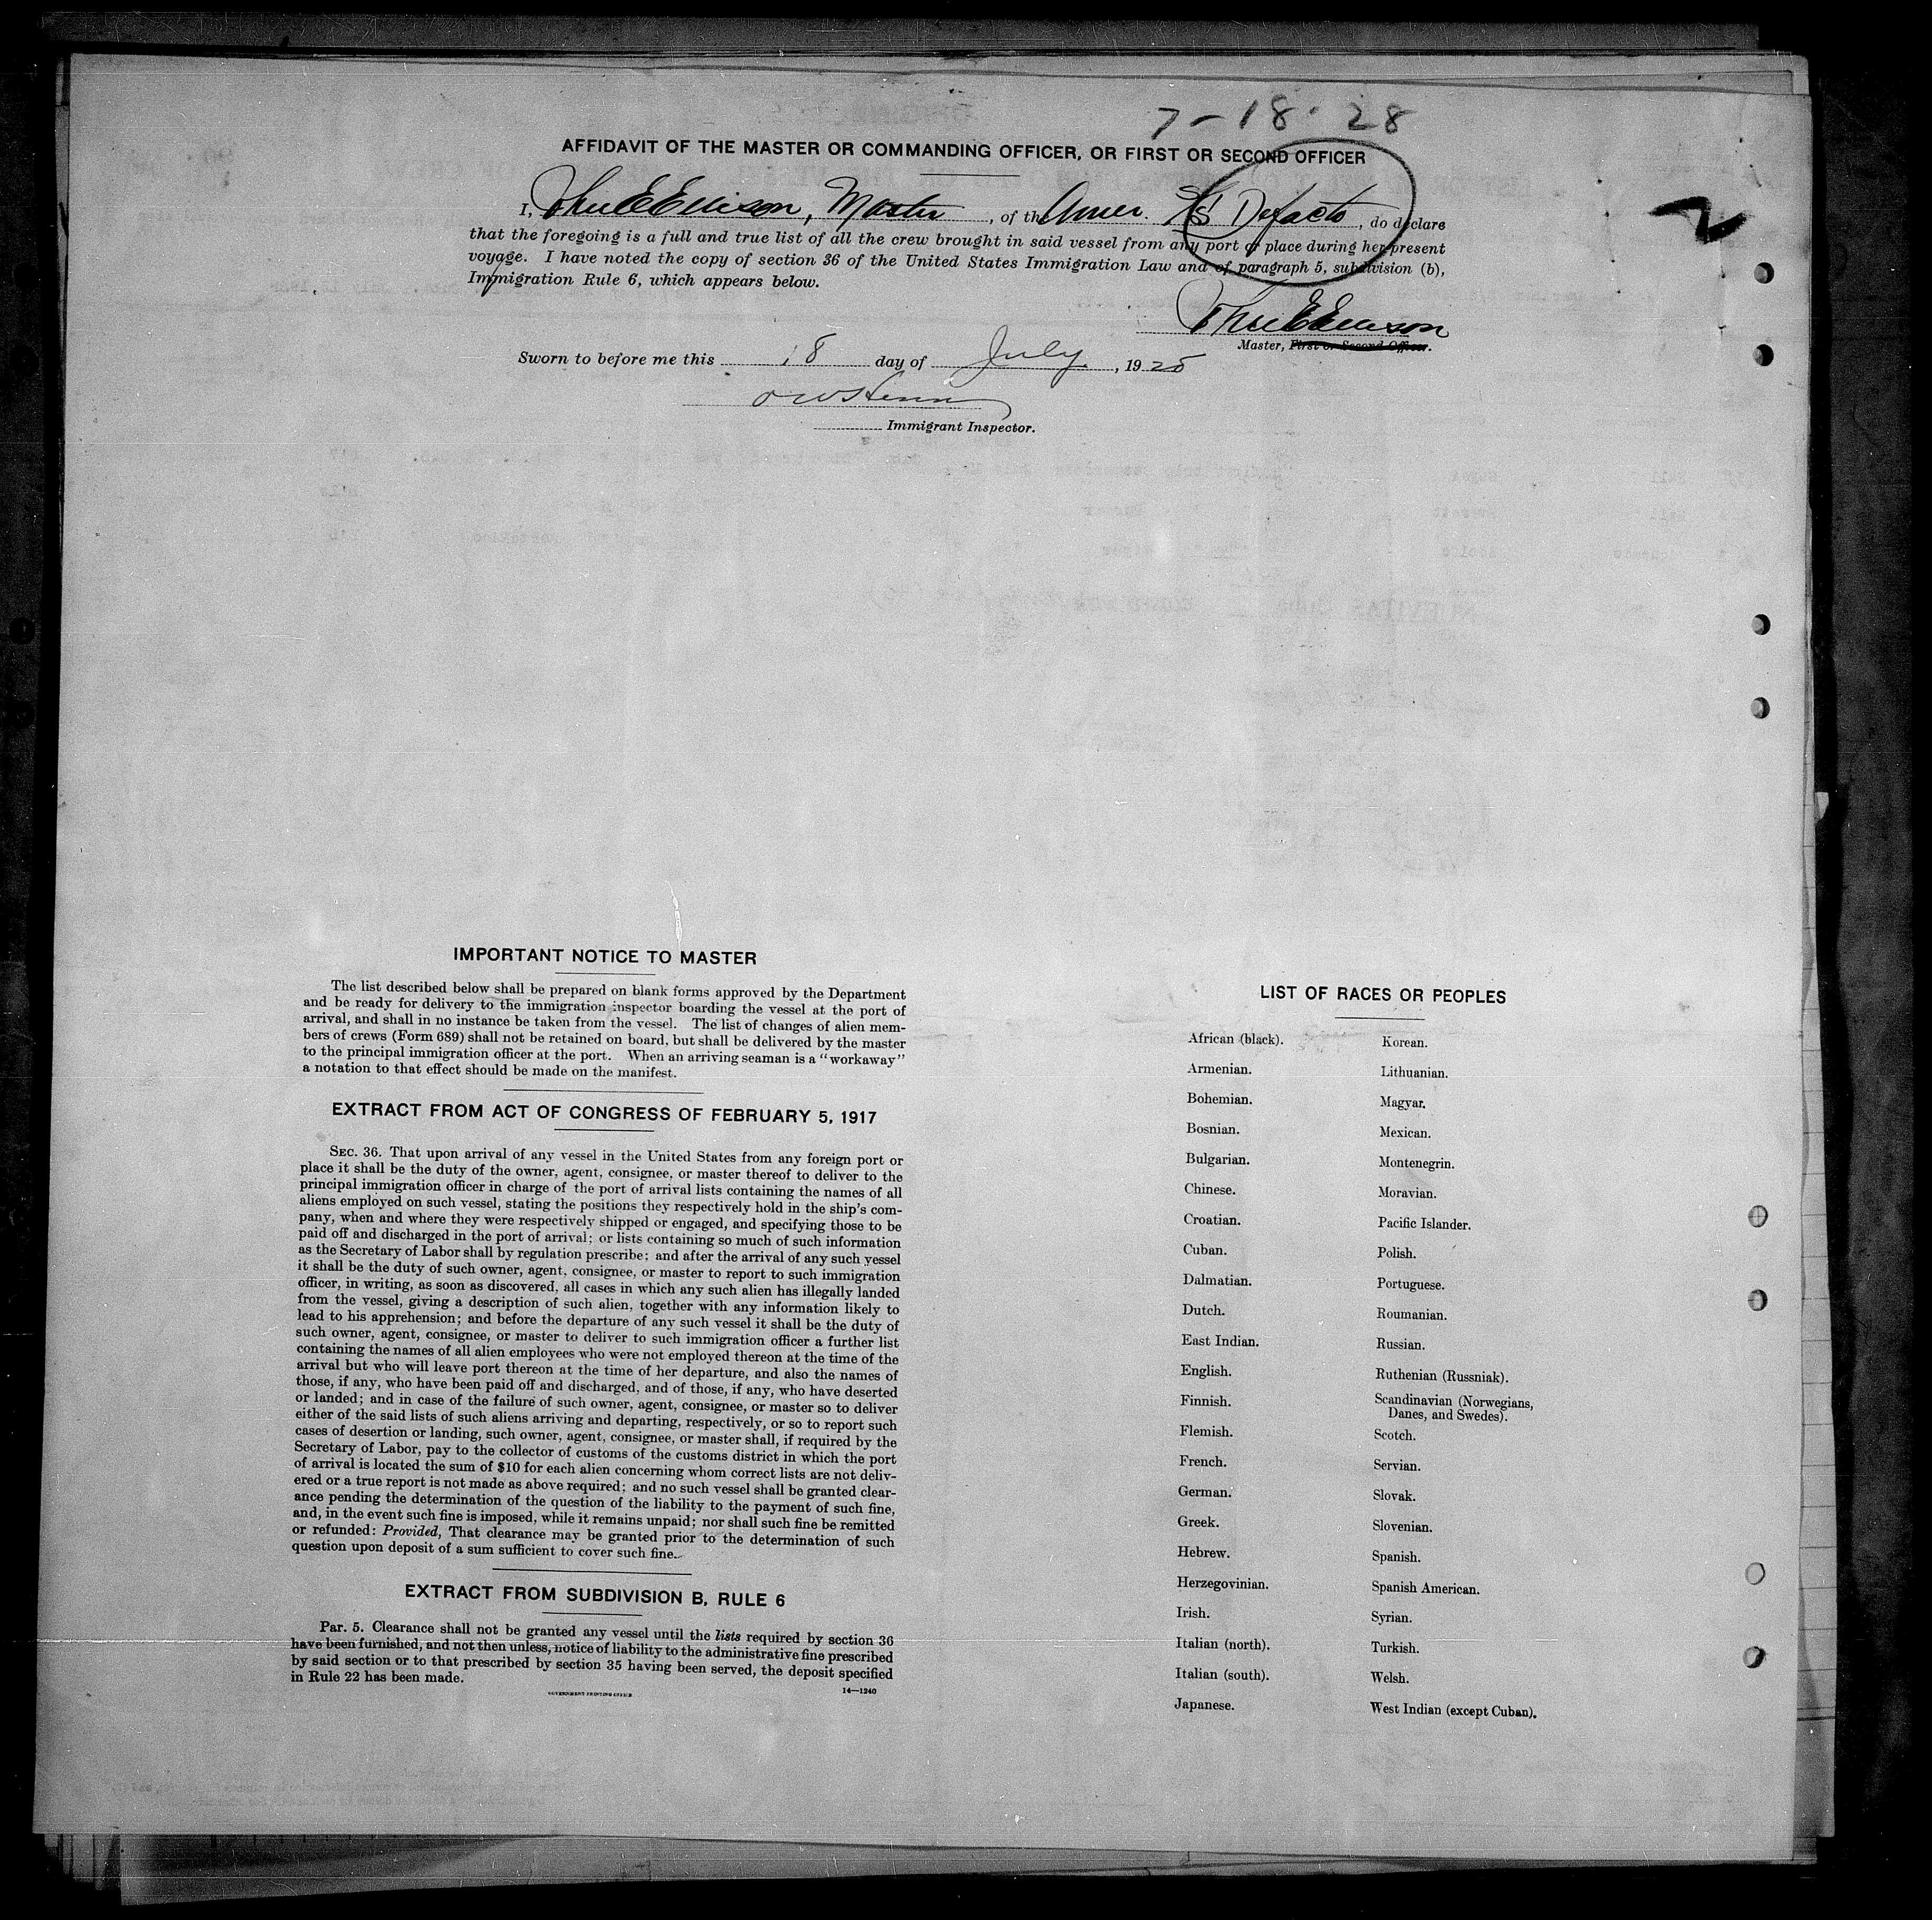 7-18-28
AFFIDAVIT OF THE MASTER OR COMMANDING OFFICER, OR FIRST OR SECOND OFFICER
I, Master, of the Amer. SS Defacto, do declare
that the foregoing is a full and true list of all the crew brought in said vessel from any port or place during her present
voyage. I have noted the copy of section 36 of the United States Immigration Law and of paragraph 5, subdivision (b),
Immigration Rule 6, which appears below.
2
Master, First or Second Officer.
Sworn to before me this 18 day of July, 1928
Immigrant Inspector.
IMPORTANT NOTICE TO MASTER
The list described below shall be prepared on blank forms approved by the Department
and be ready for delivery to the immigration inspector boarding the vessel at the port of
arrival, and shall in no instance be taken from the vessel. The list of changes of alien mem-
bers of crews (Form 689) shall not be retained on board, but shall be delivered by the master
to the principal immigration officer at the port. When an arriving seaman is a "workaway"
a notation to that effect should be made on the manifest.
EXTRACT FROM ACT OF CONGRESS OF FEBRUARY 5, 1917
SEC. 36. That upon arrival of any vessel in the United States from any foreign port or
place it shall be the duty of the owner, agent, consignee, or master thereof to deliver to the
principal immigration officer in charge of the port of arrival lists containing the names of all
aliens employed on such vessel, stating the positions they respectively hold in the ship's com-
pany, when and where they were respectively shipped or engaged, and specifying those to be
paid off and discharged in the port of arrival; or lists containing so much of such information
as the Secretary of Labor shall by regulation prescribe; and after the arrival of any such vessel
it shall be the duty of such owner, agent, consignee, or master to report to such immigration
officer, in writing, as soon as discovered, all cases in which any such alien has illegally landed
from the vessel, giving a description of such alien, together with any information likely to
lead to his apprehension; and before the departure of any such vessel it shall be the duty of
such owner, agent, consignee, or master to deliver to such immigration officer a further list
containing the names of all alien employees who were not employed thereon at the time of the
arrival but who will leave port thereon at the time of her departure, and also the names of
those, if any, who have been paid off and discharged, and of those, if any, who have deserted
or landed; and in case of the failure of such owner, agent, consignee, or master so to deliver
either of the said lists of such aliens arriving and departing, respectively, or so to report such
cases of desertion or landing, such owner, agent, consignee, or master shall, if required by the
Secretary of Labor, pay to the collector of customs of the customs district in which the port
of arrival is located the sum of $10 for each alien concerning whom correct lists are not deliv-
ered or a true report is not made as above required; and no such vessel shall be granted clear-
ance pending the determination of the question of the liability to the payment of such fine,
and, in the event such fine is imposed, while it remains unpaid; nor shall such fine be remitted
or refunded: Provided, That clearance may be granted prior to the determination of such
question upon deposit of a sum sufficient to cover such fine.
EXTRACT FROM SUBDIVISION B, RULE 6
Par. 5. Clearance shall not be granted any vessel until the lists required by section 36
have been furnished, and not then unless, notice of liability to the administrative fine prescribed
by said section or to that prescribed by section 35 having been served, the deposit specified
in Rule 22 has been made.
GOVERNMENT PRINTING OFFICE 14—1240
LIST OF RACES OR PEOPLES
African (black).
Armenian.
Bohemian.
Bosnian.
Bulgarian.
Chinese.
Croatian.
Cuban.
Dalmatian.
Dutch.
East Indian.
English.
Finnish.
Flemish.
French.
German.
Greek.
Hebrew.
Herzegovinian.
Irish.
Italian (north).
Italian (south).
Japanese.
Korean.
Lithuanian.
Magyar.
Mexican.
Montenegrin.
Moravian.
Pacific Islander.
Polish.
Portuguese.
Roumanian.
Russian.
Ruthenian (Russniak).
Scandinavian (Norwegians,
Danes, and Swedes).
Scotch.
Servian.
Slovak.
Slovenian.
Spanish.
Spanish American.
Syrian.
Turkish.
Welsh.
West Indian (except Cuban).